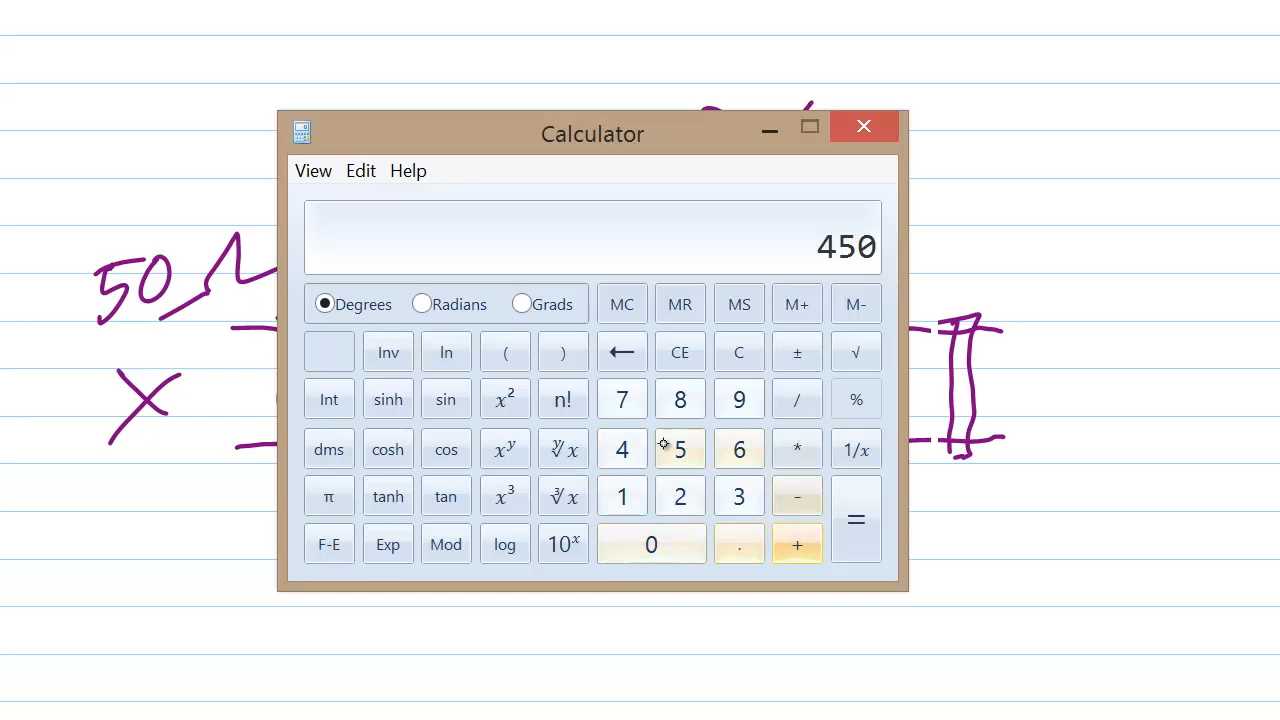 Calculator
View Edit Help
450
Degrees Radians Grads MC MR MS M+ M-
Inv ln ( ) ← CE C ± √
Int sinh sin x² n! 7 8 9 / %
dms cosh cos xʸ ʸ√x 4 5 6 * 1/x
π tanh tan x³ ³√x 1 2 3 - =
F-E Exp Mod log 10ˣ 0 . +
50
X